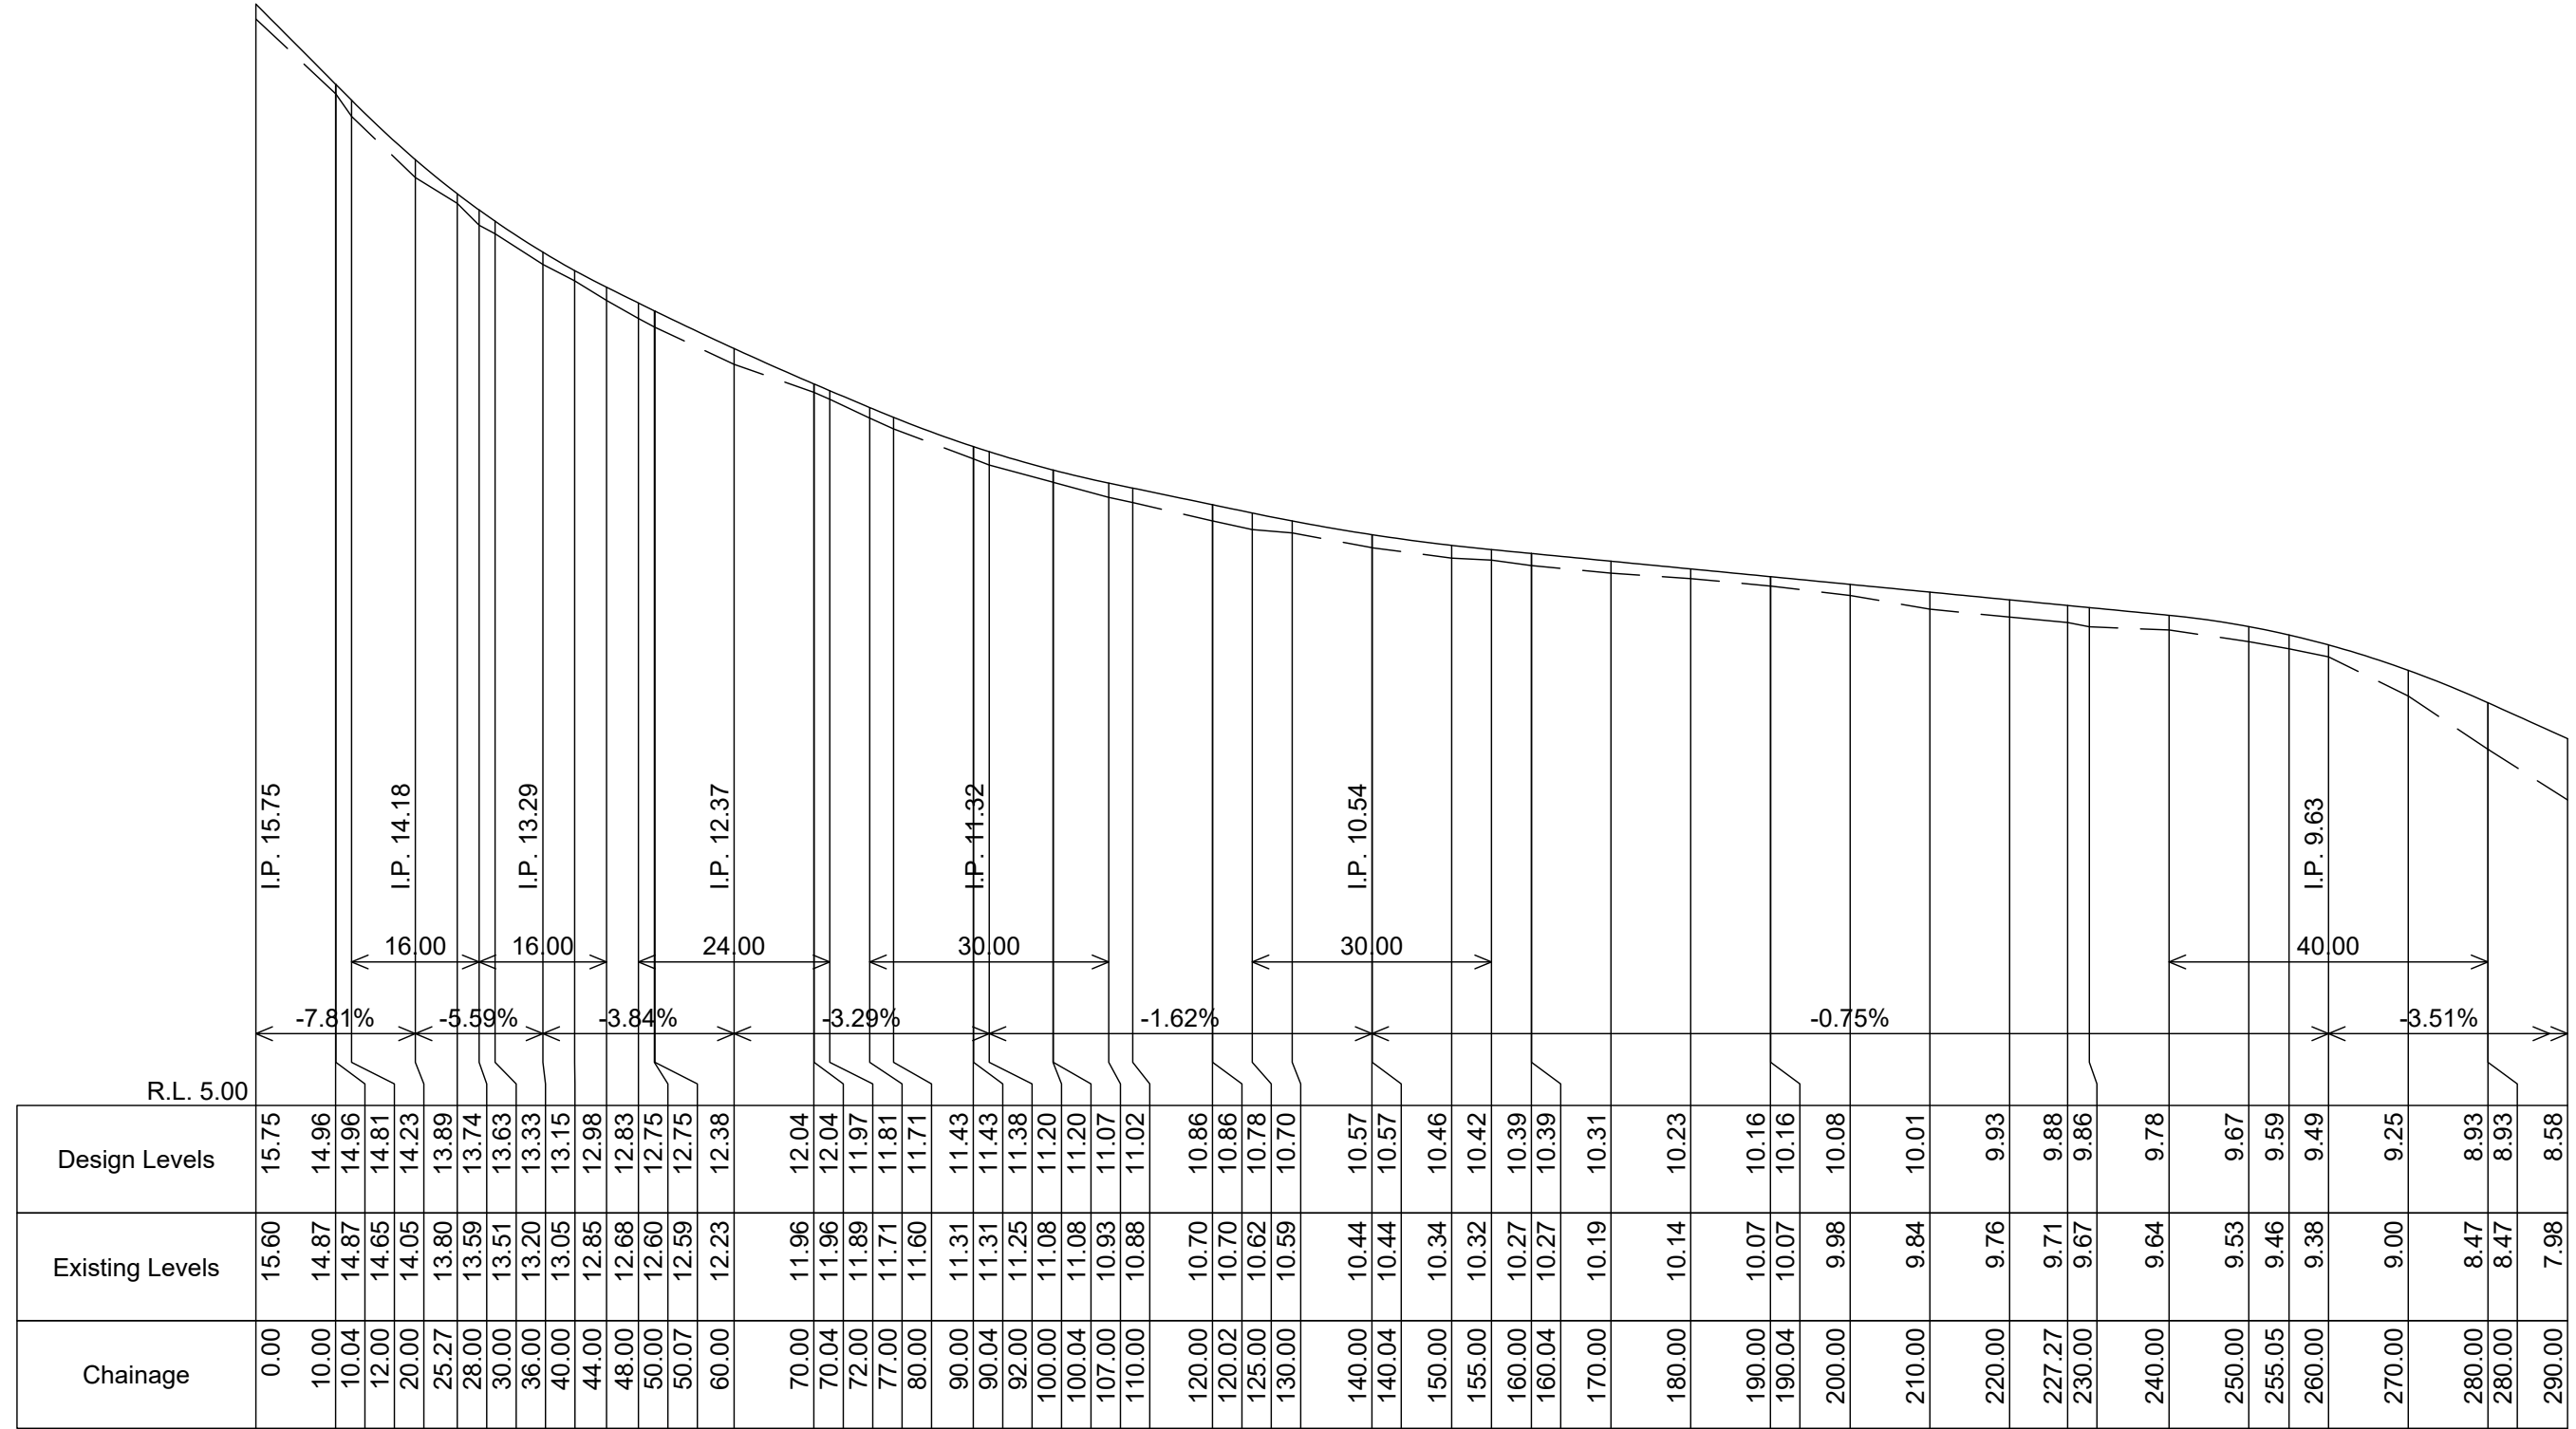 I.P. 15.75
I.P. 14.18
I.P. 13.29
I.P. 12.37
I.P. 11.32
I.P. 10.54
I.P. 9.63
16.00 16.00 24.00 30.00 30.00 40.00
-7.81% -5.59% -3.84% -3.29% -1.62% -0.75% -3.51%
R.L. 5.00
Design Levels 15.75 14.96 14.96 14.81 14.23 13.89 13.74 13.63 13.33 13.15 12.98 12.83 12.75 12.75 12.38 12.04 12.04 11.97 11.81 11.71 11.43 11.43 11.38 11.20 11.20 11.07 11.02 10.86 10.86 10.78 10.70 10.57 10.57 10.46 10.42 10.39 10.39 10.31 10.23 10.16 10.16 10.08 10.01 9.93 9.88 9.86 9.78 9.67 9.59 9.49 9.25 8.93 8.93 8.58
Existing Levels 15.60 14.87 14.87 14.65 14.05 13.80 13.59 13.51 13.20 13.05 12.85 12.68 12.60 12.59 12.23 11.96 11.96 11.89 11.71 11.60 11.31 11.31 11.25 11.08 11.08 10.93 10.88 10.70 10.70 10.62 10.59 10.44 10.44 10.34 10.32 10.27 10.27 10.19 10.14 10.07 10.07 9.98 9.84 9.76 9.71 9.67 9.64 9.53 9.46 9.38 9.00 8.47 8.47 7.98
Chainage 0.00 10.00 10.04 12.00 20.00 25.27 28.00 30.00 36.00 40.00 44.00 48.00 50.00 50.07 60.00 70.00 70.04 72.00 77.00 80.00 90.00 90.04 92.00 100.00 100.04 107.00 110.00 120.00 120.02 125.00 130.00 140.00 140.04 150.00 155.00 160.00 160.04 170.00 180.00 190.00 190.04 200.00 210.00 220.00 227.27 230.00 240.00 250.00 255.05 260.00 270.00 280.00 280.00 290.00